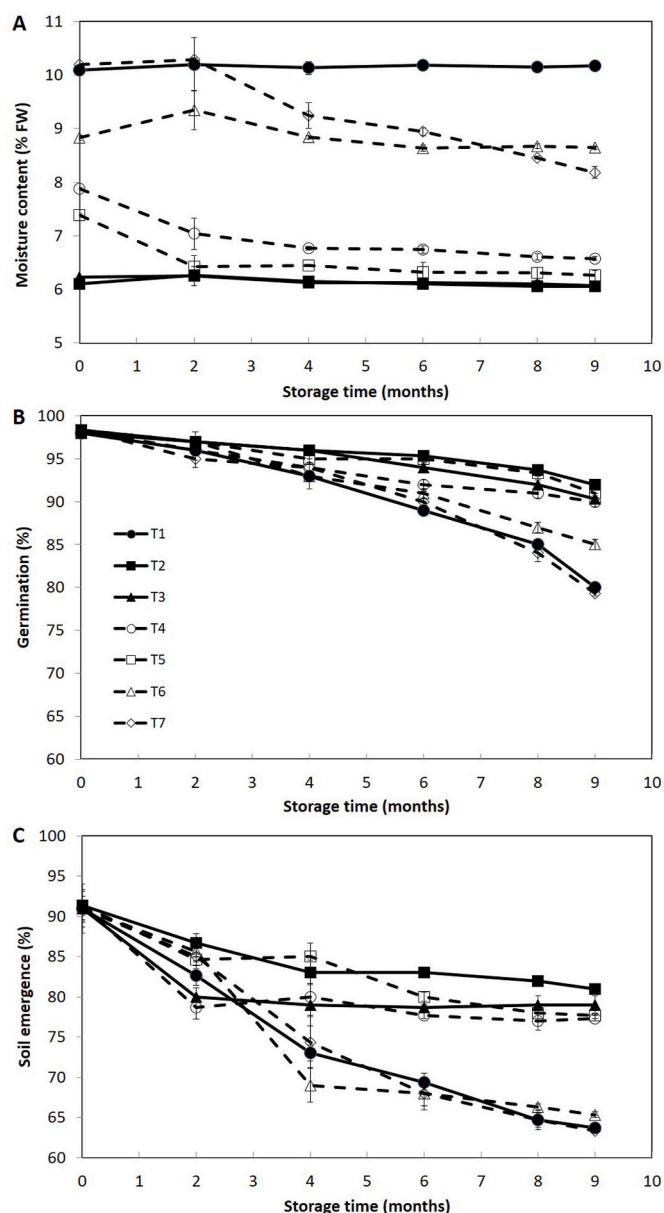 A
Moisture content (% FW)
11
10
9
8
7
6
5
0 1 2 3 4 5 6 7 8 9 10
Storage time (months)
B
Germination (%)
100
95
90
85
80
75
70
65
60
T1
T2
T3
T4
T5
T6
T7
0 1 2 3 4 5 6 7 8 9 10
Storage time (months)
C
Soil emergence (%)
100
95
90
85
80
75
70
65
60
0 1 2 3 4 5 6 7 8 9 10
Storage time (months)